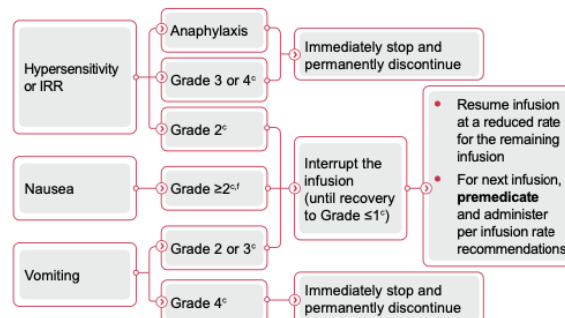 Anaphylaxis
Hypersensitivity
or IRR
Grade 3 or 4ᶜ
Immediately stop and
permanently discontinue
Grade 2ᶜ
Nausea
Grade ≥2ᶜ,ᶠ
Interrupt the
infusion
(until recovery
to Grade ≤1ᶜ)
• Resume infusion
at a reduced rate
for the remaining
infusion
• For next infusion,
premedicate
and administer
per infusion rate
recommendations
Vomiting
Grade 2 or 3ᶜ
Grade 4ᶜ
Immediately stop and
permanently discontinue